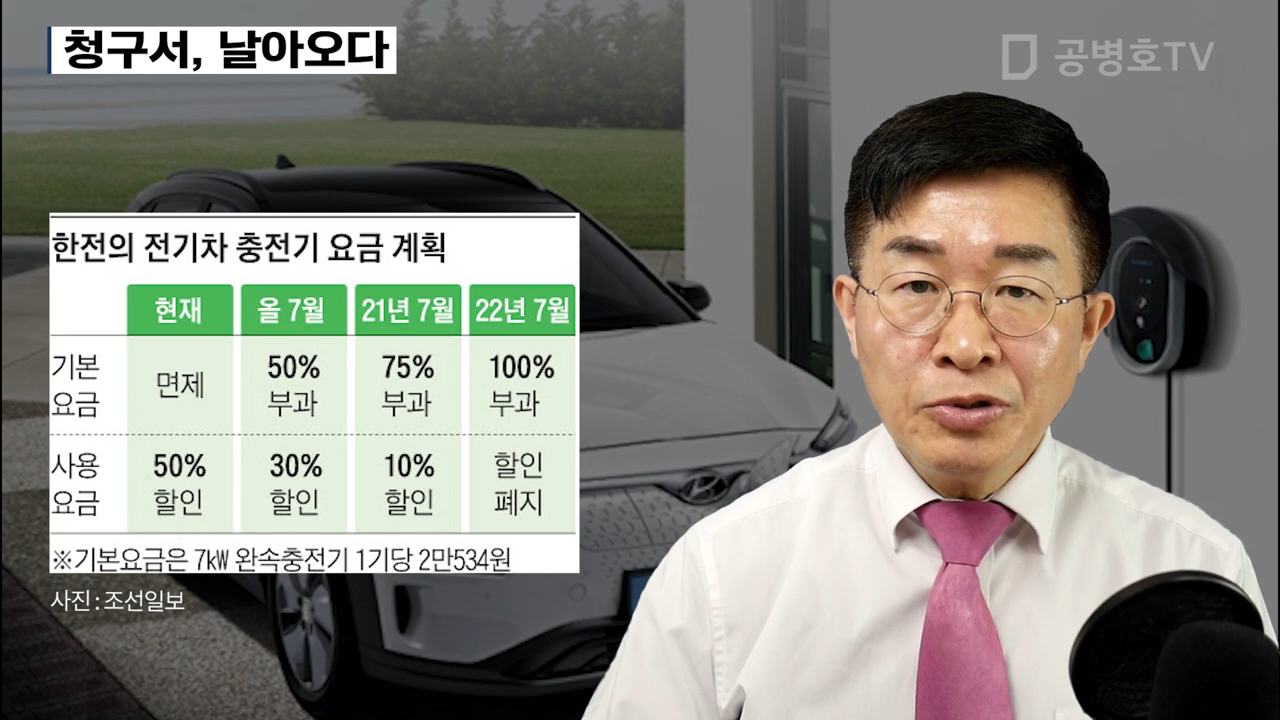 청구서, 날아오다
공병호TV
한전의 전기차 충전기 요금 계획
현재 올 7월 21년 7월 22년 7월
기본 요금 면제 50% 부과 75% 부과 100% 부과
사용 요금 50% 할인 30% 할인 10% 할인 할인 폐지
※기본요금은 7㎾ 완속충전기 1기당 2만534원
사진 : 조선일보